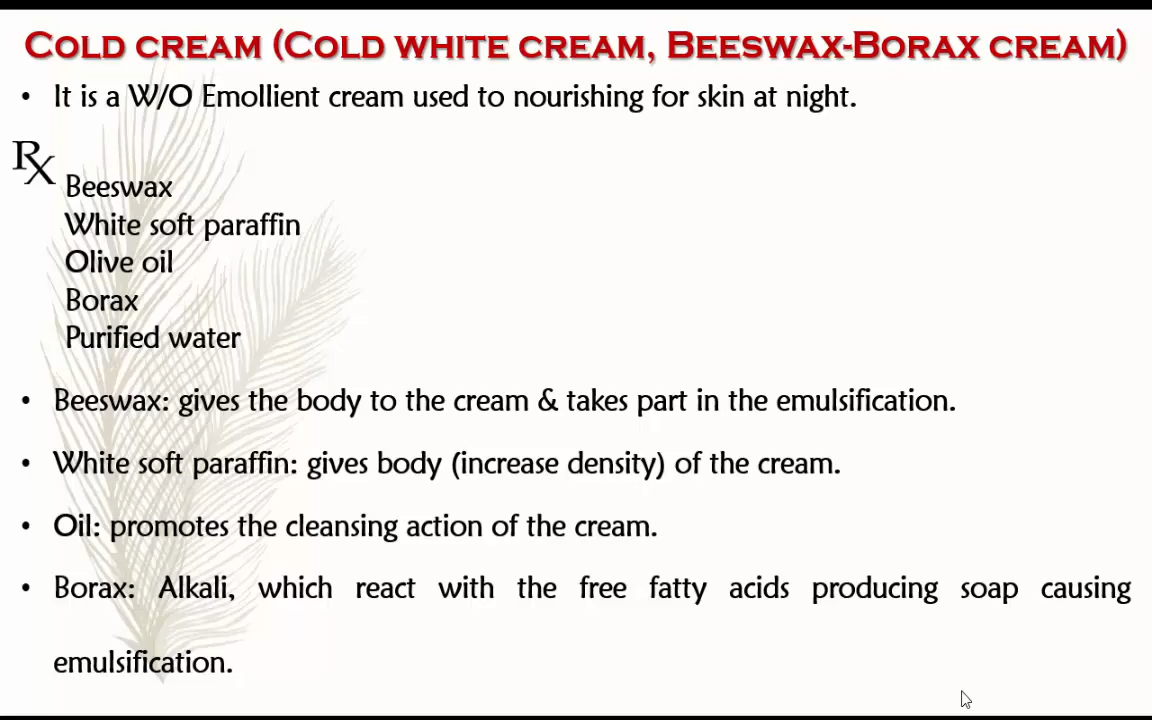 COLD CREAM (COLD WHITE CREAM, BEESWAX-BORAX CREAM)
• It is a W/O Emollient cream used to nourishing for skin at night.
Rx
Beeswax
White soft paraffin
Olive oil
Borax
Purified water
• Beeswax: gives the body to the cream & takes part in the emulsification.
• White soft paraffin: gives body (increase density) of the cream.
• Oil: promotes the cleansing action of the cream.
• Borax: Alkali, which react with the free fatty acids producing soap causing
emulsification.